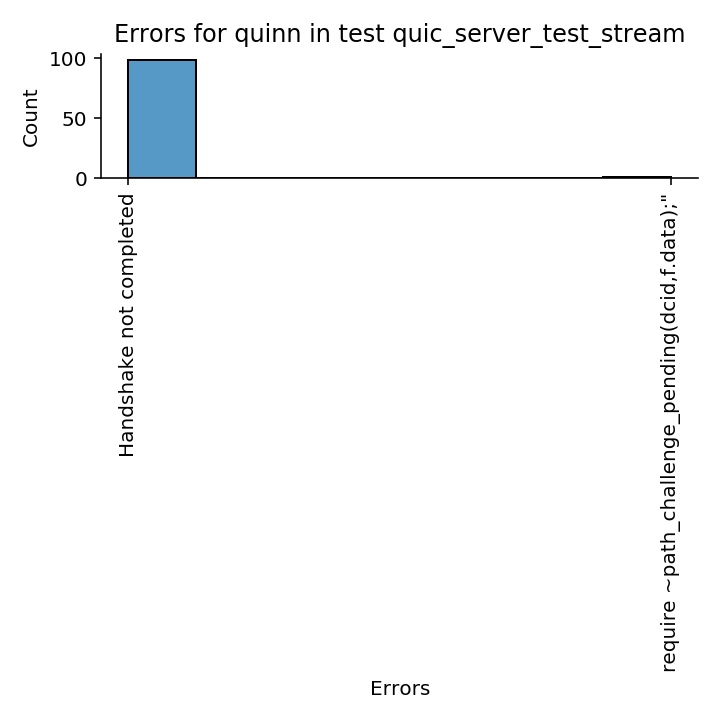 Errors for quinn in test quic_server_test_stream
Count
100
50
0
Handshake not completed
require ~path_challenge_pending(dcid,f.data);"
Errors